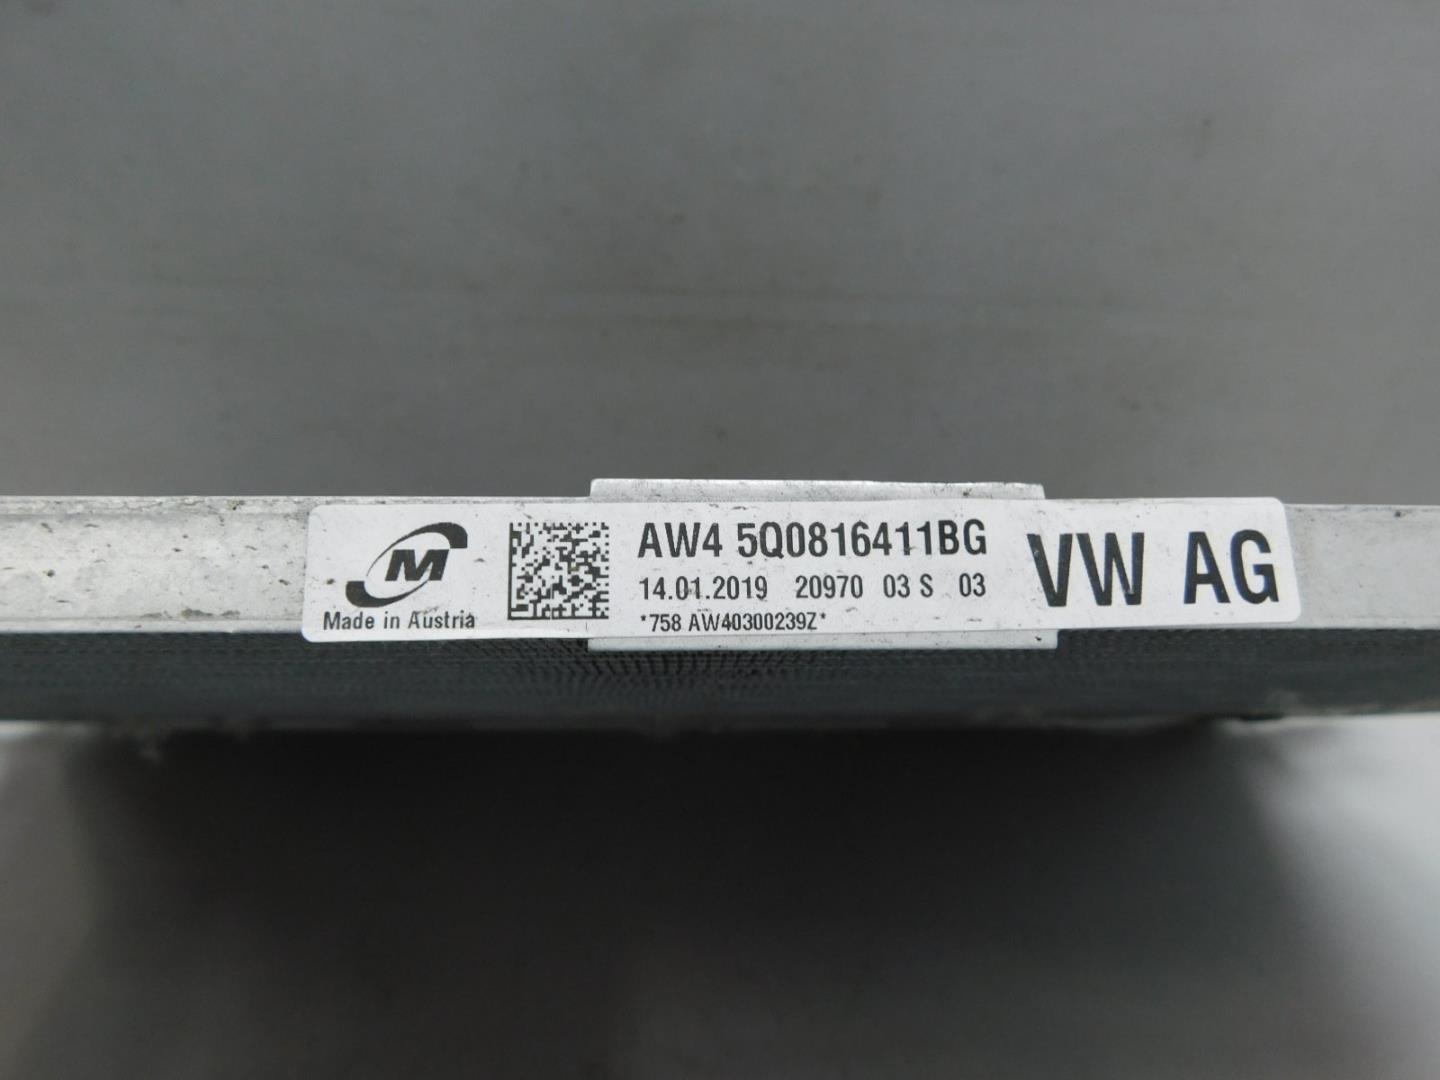 M
Made in Austria
AW4 5Q0816411BG
14.01.2019 20970 03 S 03
*758 AW40300239Z*
VW AG